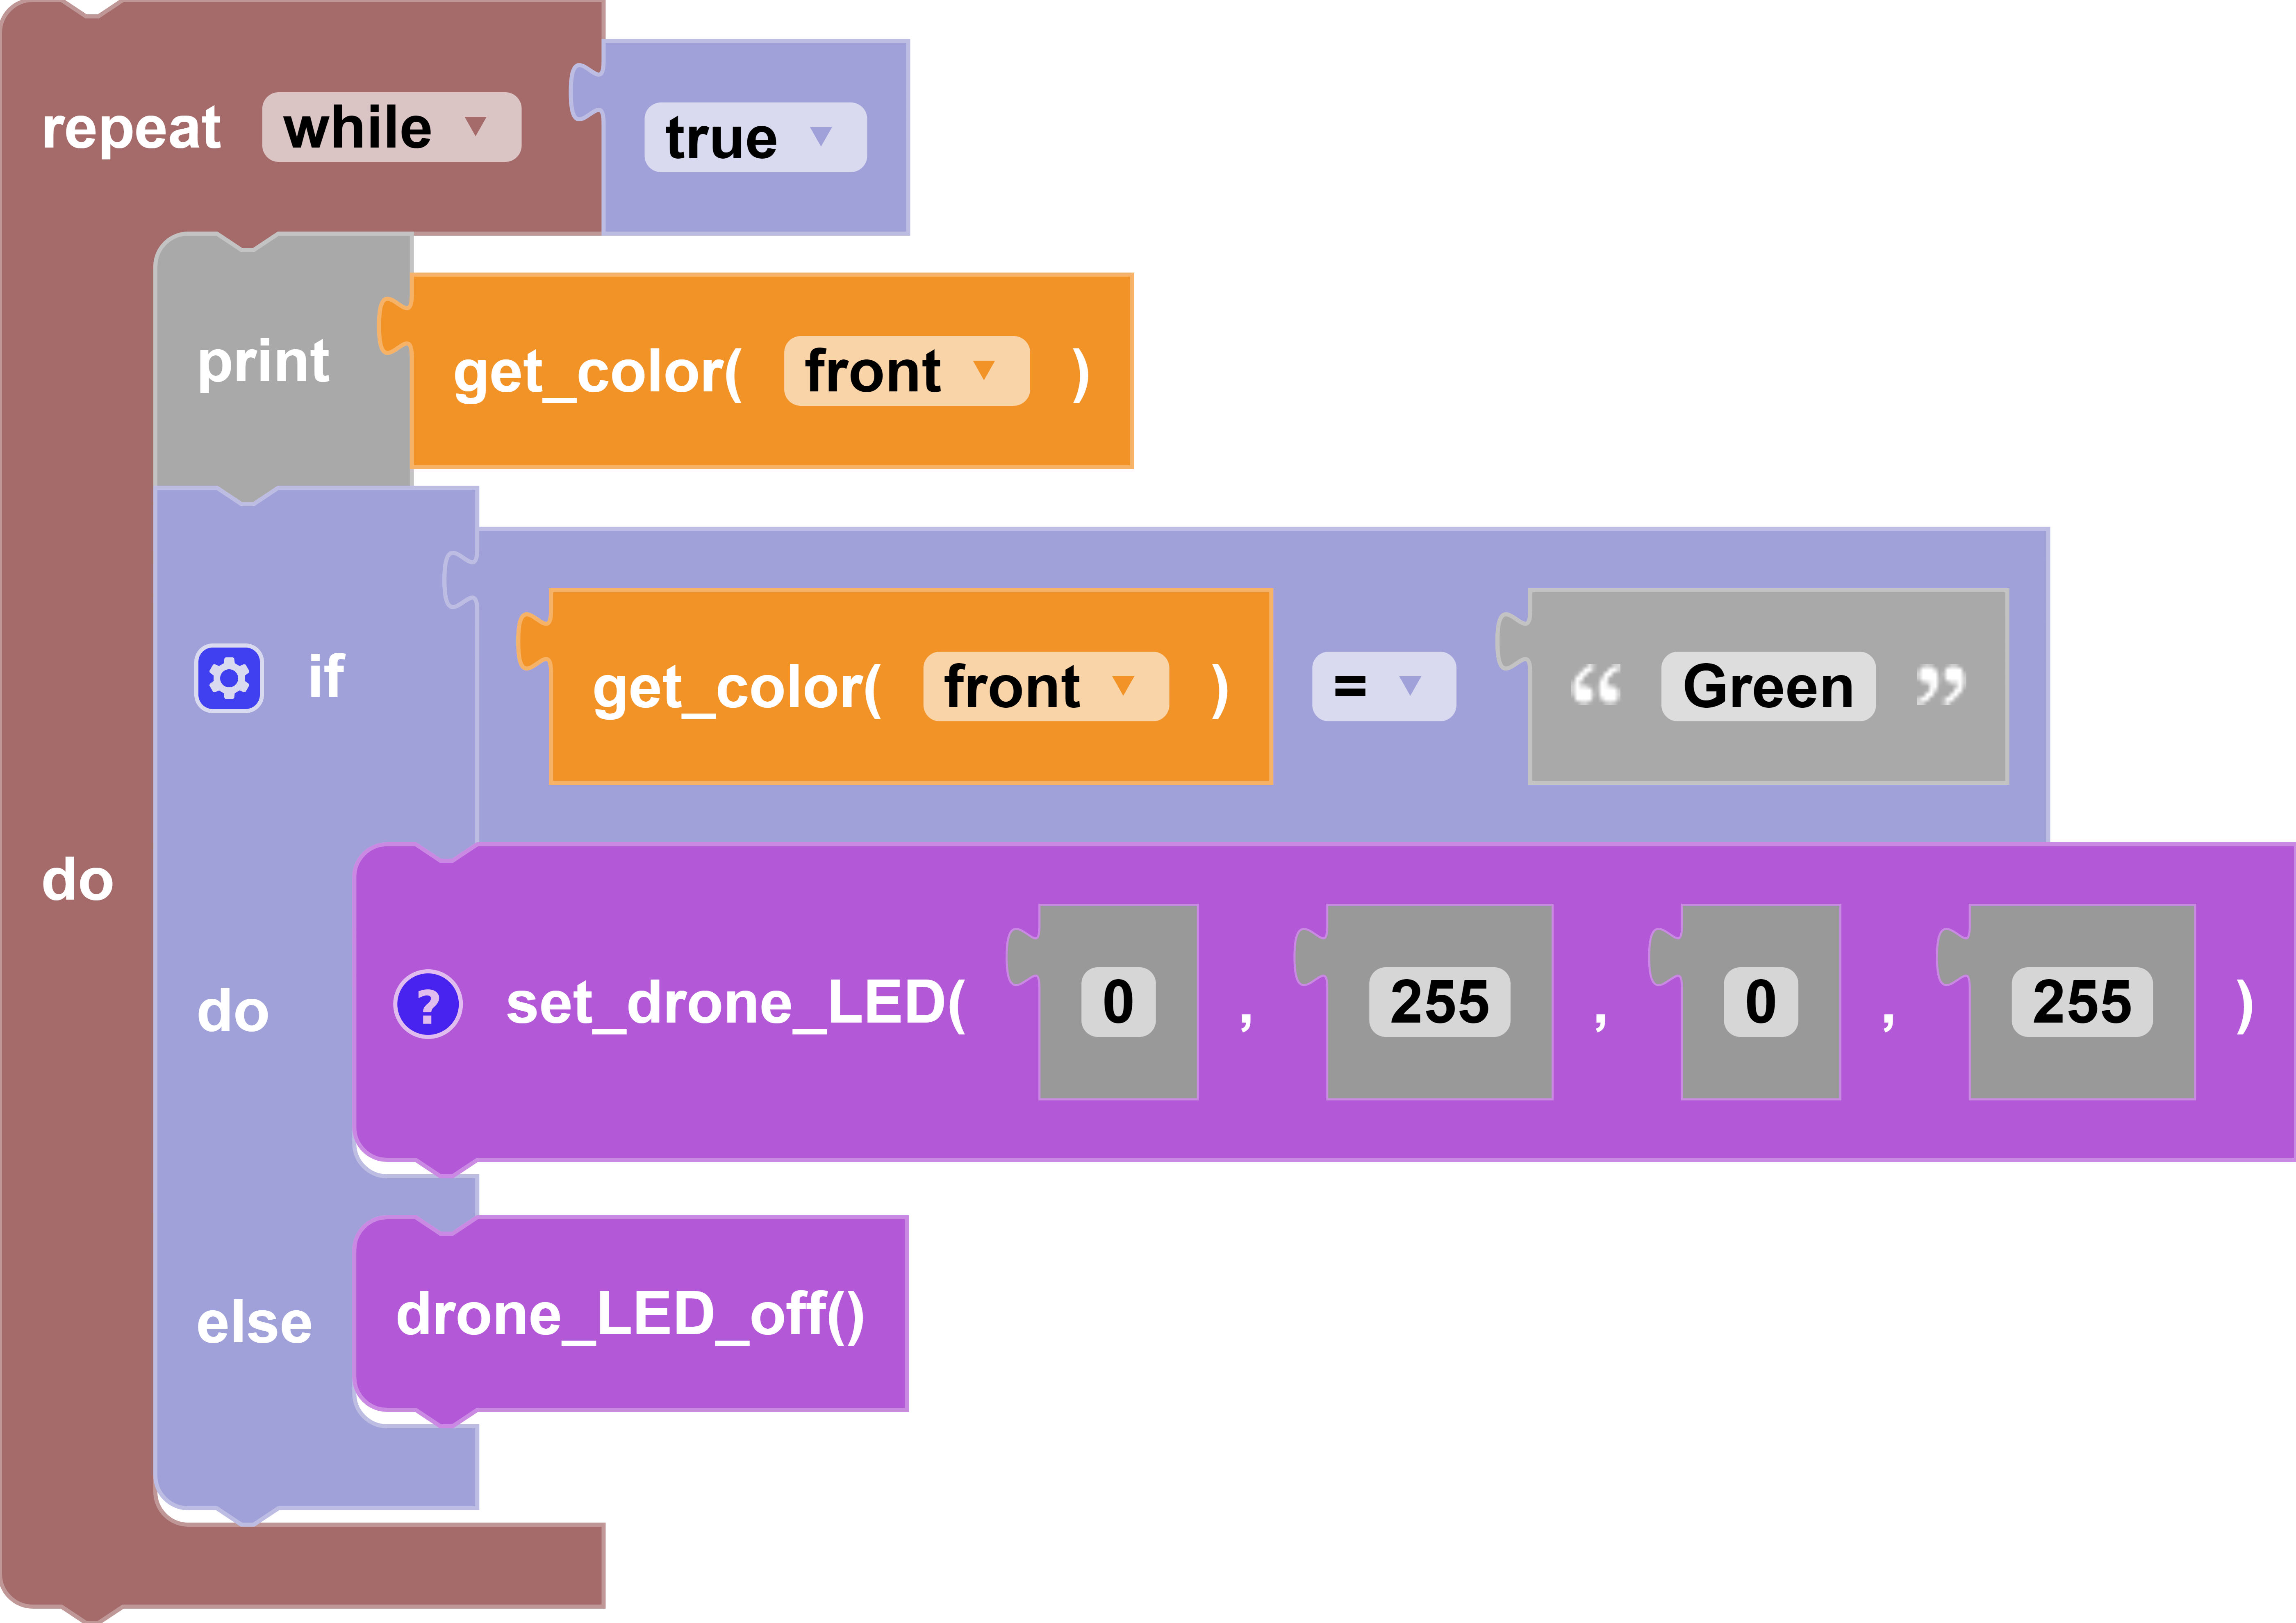 repeat while ▼ true ▼
print get_color( front ▼ )
if get_color( front ▼ ) = ▼ “ Green ”
do
do ? set_drone_LED( 0 , 255 , 0 , 255 )
else drone_LED_off()